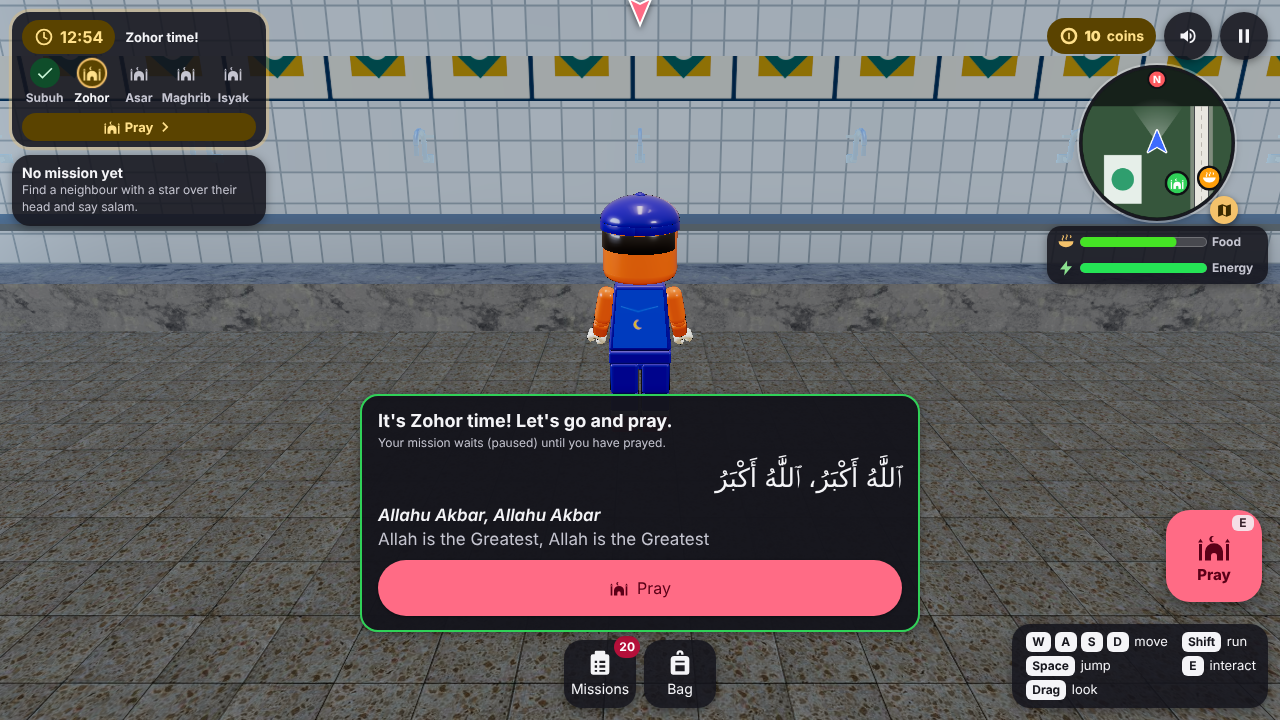 12:54 Zohor time!
Subuh Zohor Asar Maghrib Isyak
Pray
No mission yet
Find a neighbour with a star over their
head and say salam.
10 coins
N
Food
Energy
It's Zohor time! Let's go and pray.
Your mission waits (paused) until you have prayed.
ٱللَّهُ أَكْبَرُ، ٱللَّهُ أَكْبَرُ
Allahu Akbar, Allahu Akbar
Allah is the Greatest, Allah is the Greatest
Pray
E
Pray
20
Missions
Bag
W A S D move Shift run
Space jump E interact
Drag look